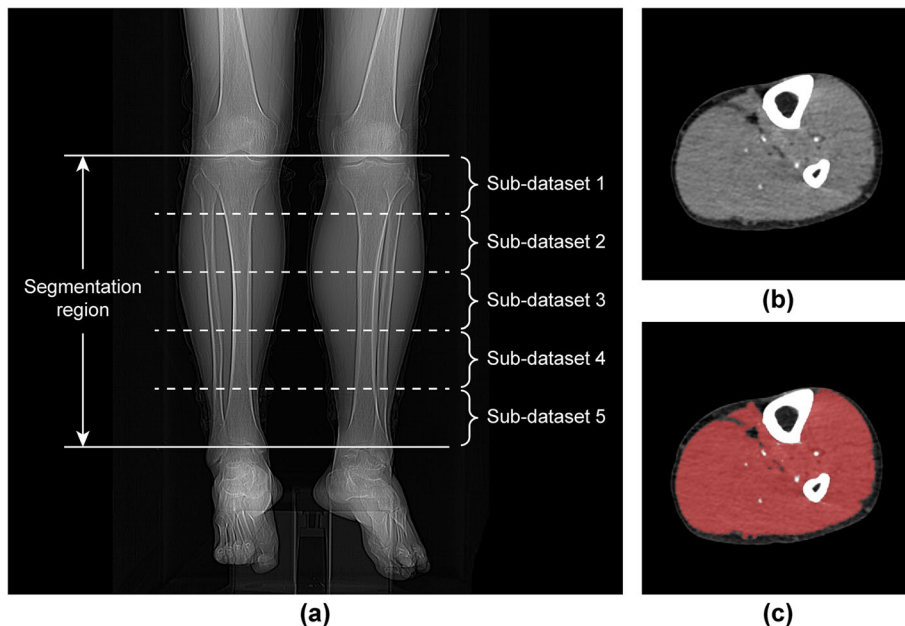 Segmentation
region
Sub-dataset 1
Sub-dataset 2
Sub-dataset 3
Sub-dataset 4
Sub-dataset 5
(a)
(b)
(c)